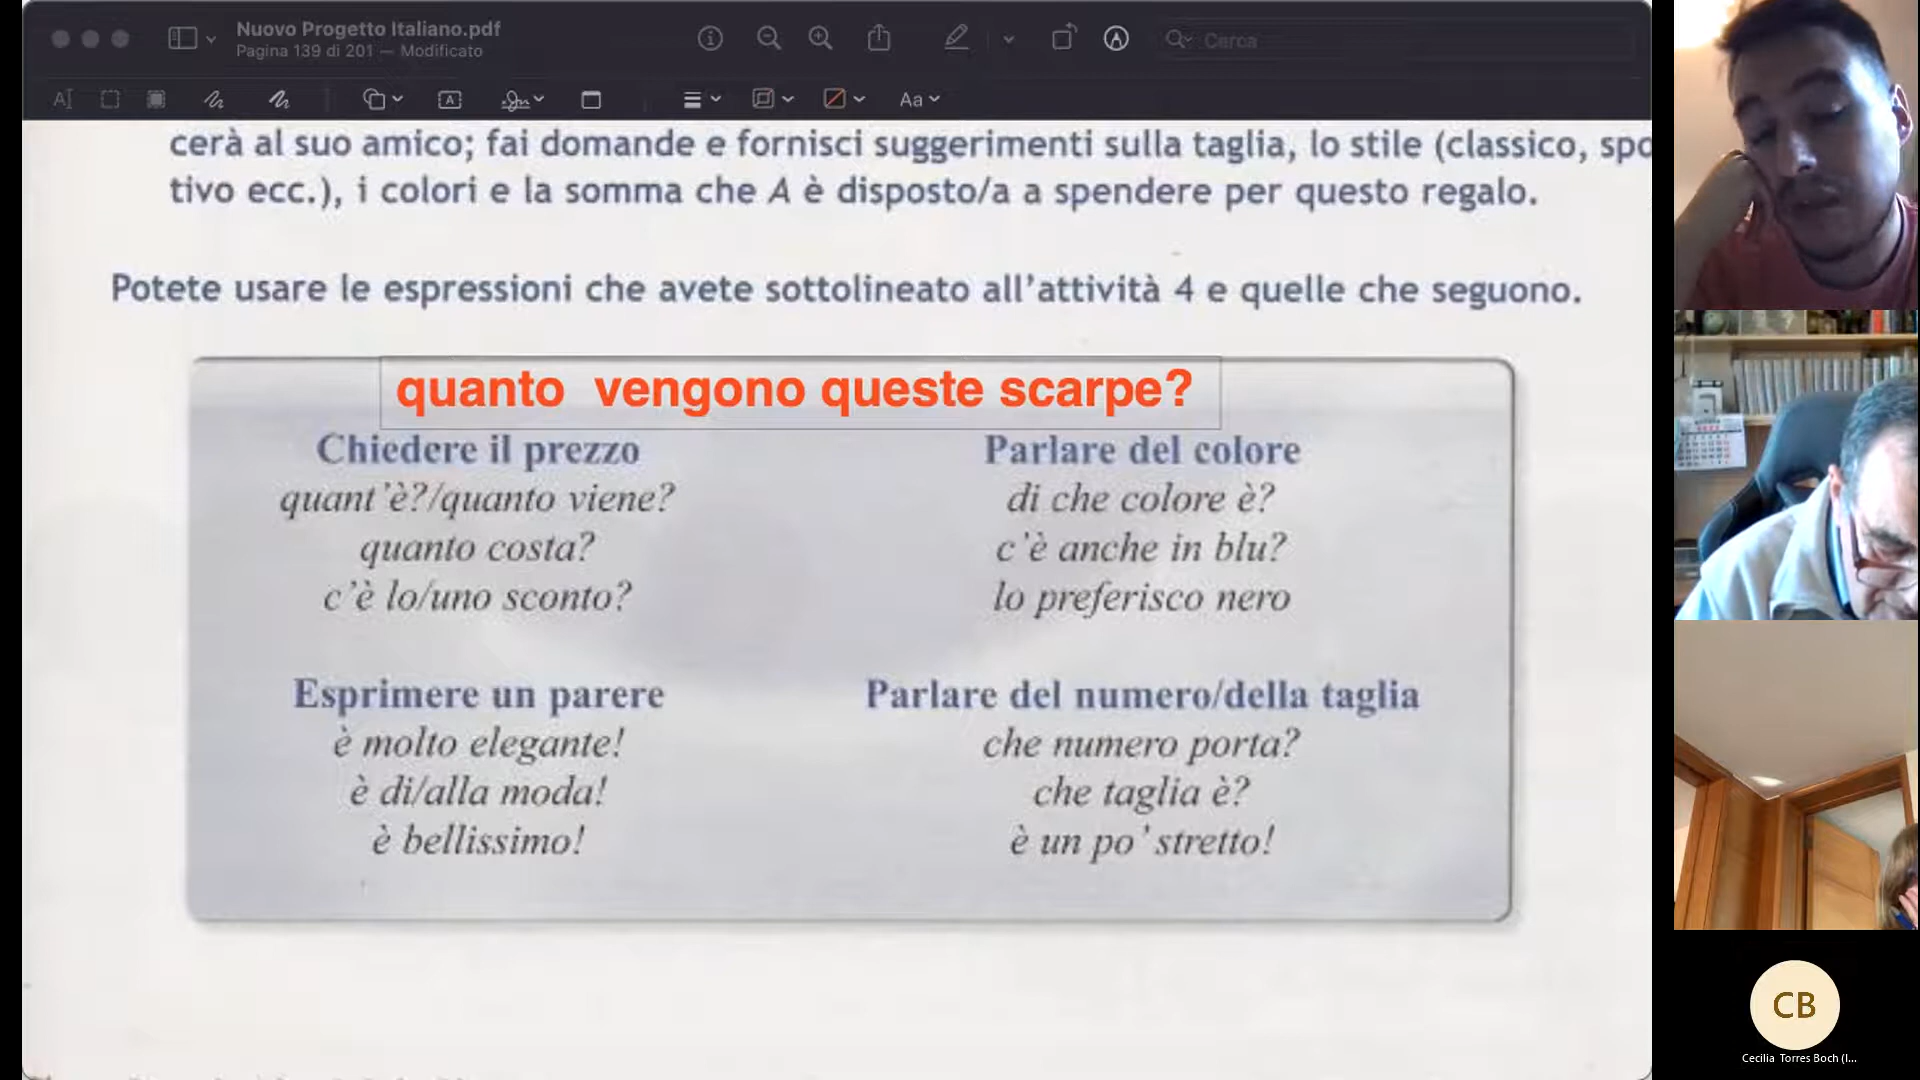 Nuovo Progetto Italiano.pdf
Pagina 139 di 201 — Modificato
Cerca
Aa
cerà al suo amico; fai domande e fornisci suggerimenti sulla taglia, lo stile (classico, spo
tivo ecc.), i colori e la somma che A è disposto/a a spendere per questo regalo.
Potete usare le espressioni che avete sottolineato all'attività 4 e quelle che seguono.
quanto vengono queste scarpe?
Chiedere il prezzo
quant'è?/quanto viene?
quanto costa?
c'è lo/uno sconto?
Parlare del colore
di che colore è?
c'è anche in blu?
lo preferisco nero
Esprimere un parere
è molto elegante!
è di/alla moda!
è bellissimo!
Parlare del numero/della taglia
che numero porta?
che taglia è?
è un po' stretto!
CB
Cecilia Torres Boch (I...